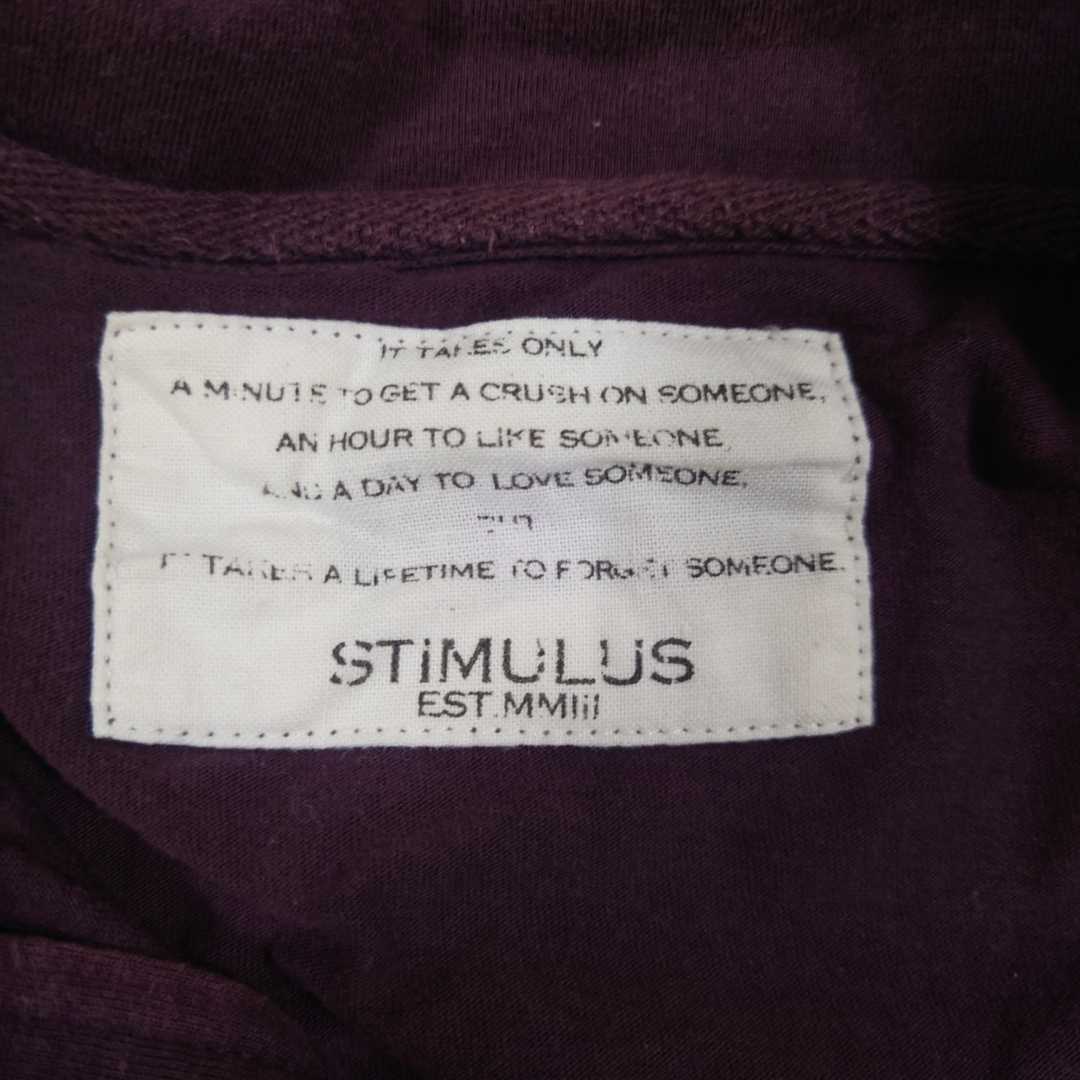 IT TAKES ONLY
A MINUTE TO GET A CRUSH ON SOMEONE,
AN HOUR TO LIKE SOMEONE,
AND A DAY TO LOVE SOMEONE,
IT TAKES A LIFETIME TO FORGET SOMEONE.
STiMULUS
EST.MMIII